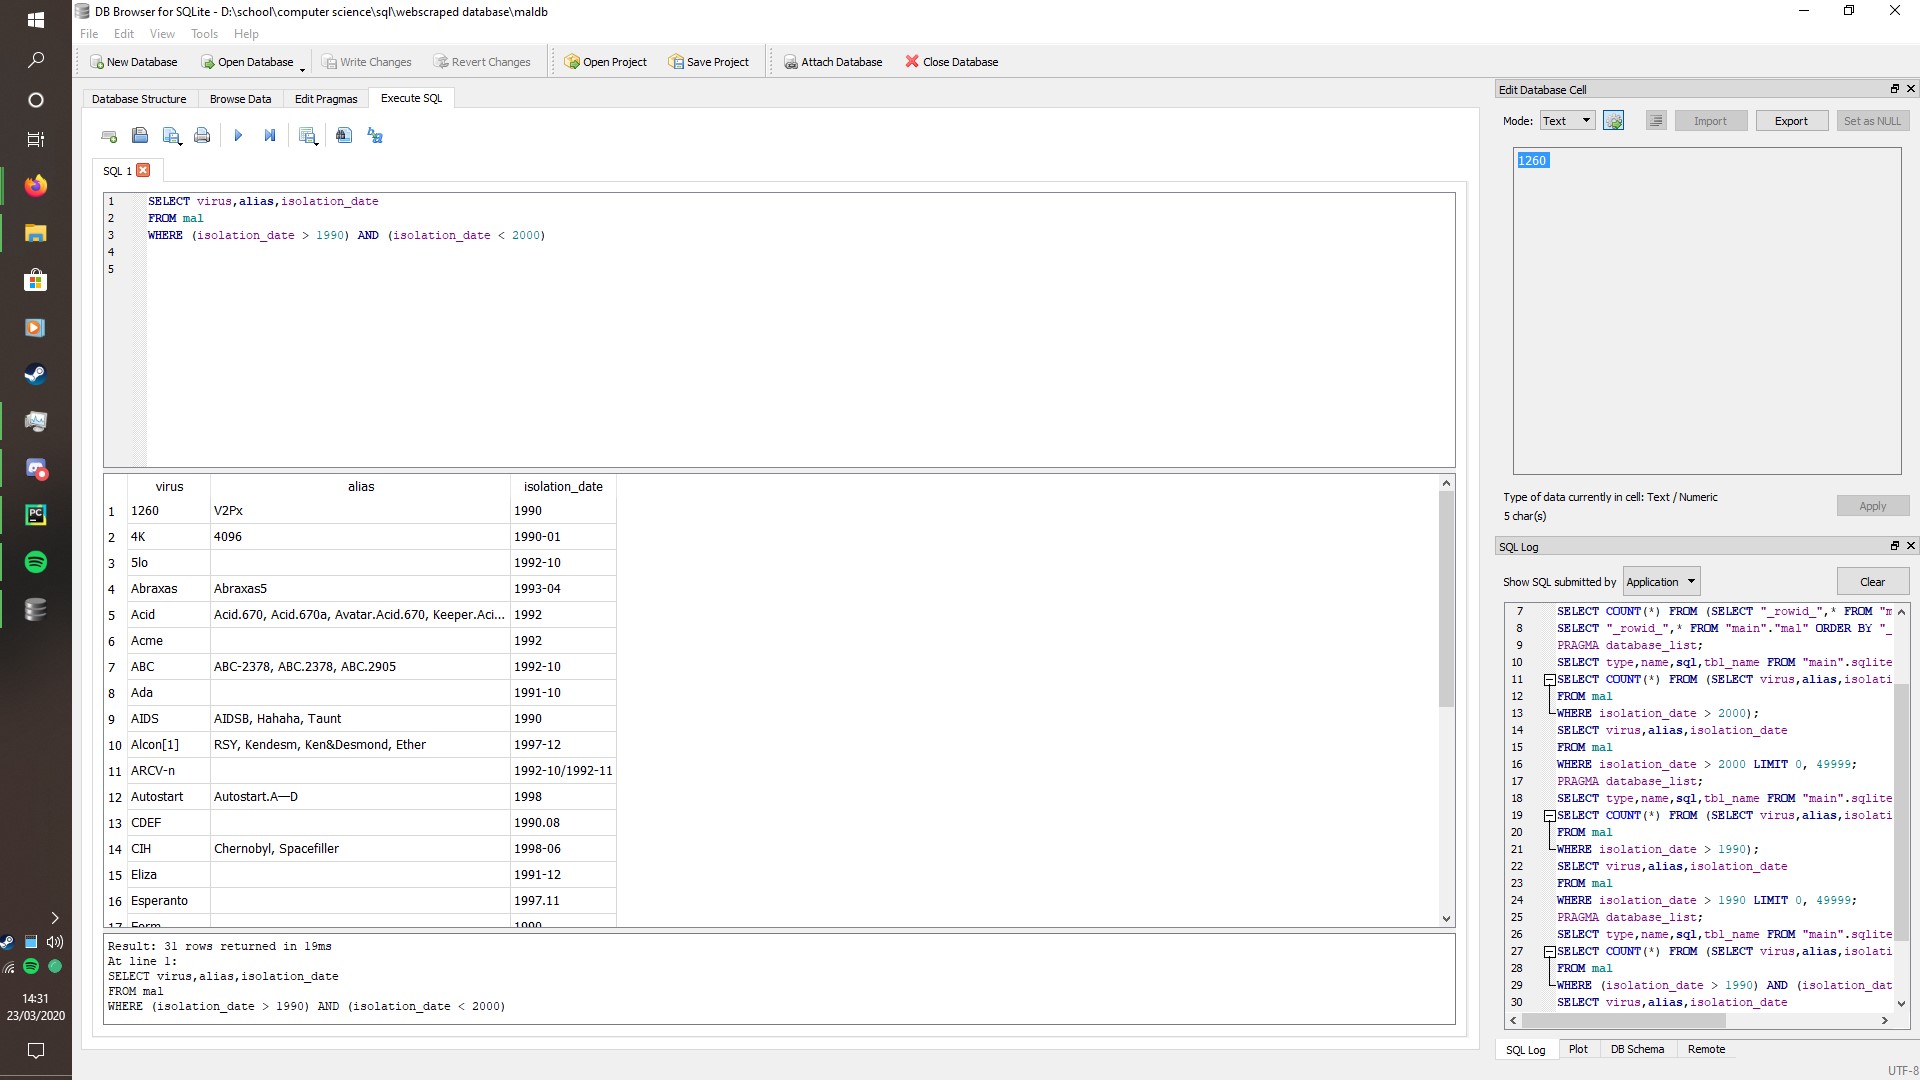 DB Browser for SQLite - D:\school\computer science\sql\webscraped database\maldb
File Edit View Tools Help
New Database Open Database Write Changes Revert Changes Open Project Save Project Attach Database Close Database
Database Structure Browse Data Edit Pragmas Execute SQL
SQL 1
1 SELECT virus,alias,isolation_date
2 FROM mal
3 WHERE (isolation_date > 1990) AND (isolation_date < 2000)
4
5
virus alias isolation_date
1 1260 V2Px 1990
2 4K 4096 1990-01
3 5lo 1992-10
4 Abraxas Abraxas5 1993-04
5 Acid Acid.670, Acid.670a, Avatar.Acid.670, Keeper.Aci... 1992
6 Acme 1992
7 ABC ABC-2378, ABC.2378, ABC.2905 1992-10
8 Ada 1991-10
9 AIDS AIDSB, Hahaha, Taunt 1990
10 Alcon[1] RSY, Kendesm, Ken&Desmond, Ether 1997-12
11 ARCV-n 1992-10/1992-11
12 Autostart Autostart.A—D 1998
13 CDEF 1990.08
14 CIH Chernobyl, Spacefiller 1998-06
15 Eliza 1991-12
16 Esperanto 1997.11
17 Form 1990
Result: 31 rows returned in 19ms
At line 1:
SELECT virus,alias,isolation_date
FROM mal
WHERE (isolation_date > 1990) AND (isolation_date < 2000)
Edit Database Cell
Mode: Text Import Export Set as NULL
1260
Type of data currently in cell: Text / Numeric
5 char(s)
Apply
SQL Log
Show SQL submitted by Application Clear
7 SELECT COUNT(*) FROM (SELECT "_rowid_",* FROM "m
8 SELECT "_rowid_",* FROM "main"."mal" ORDER BY "_
9 PRAGMA database_list;
10 SELECT type,name,sql,tbl_name FROM "main".sqlite
11 SELECT COUNT(*) FROM (SELECT virus,alias,isolati
12 FROM mal
13 WHERE isolation_date > 2000);
14 SELECT virus,alias,isolation_date
15 FROM mal
16 WHERE isolation_date > 2000 LIMIT 0, 49999;
17 PRAGMA database_list;
18 SELECT type,name,sql,tbl_name FROM "main".sqlite
19 SELECT COUNT(*) FROM (SELECT virus,alias,isolati
20 FROM mal
21 WHERE isolation_date > 1990);
22 SELECT virus,alias,isolation_date
23 FROM mal
24 WHERE isolation_date > 1990 LIMIT 0, 49999;
25 PRAGMA database_list;
26 SELECT type,name,sql,tbl_name FROM "main".sqlite
27 SELECT COUNT(*) FROM (SELECT virus,alias,isolati
28 FROM mal
29 WHERE (isolation_date > 1990) AND (isolation_dat
30 SELECT virus,alias,isolation_date
SQL Log Plot DB Schema Remote
UTF-8
PC
14:31
23/03/2020